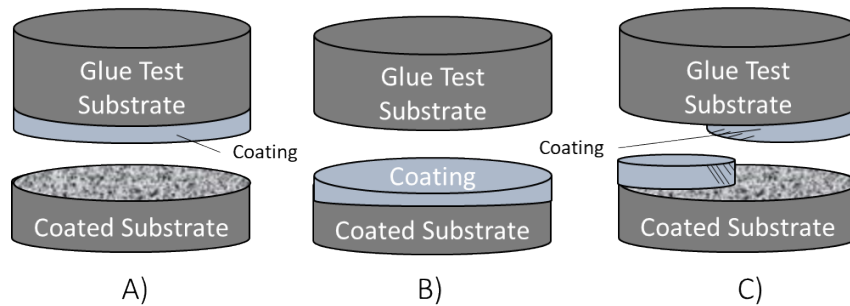 Glue Test
Substrate
Coating
Coated Substrate
A)
Glue Test
Substrate
Coating
Coated Substrate
B)
Glue Test
Substrate
Coating
Coated Substrate
C)